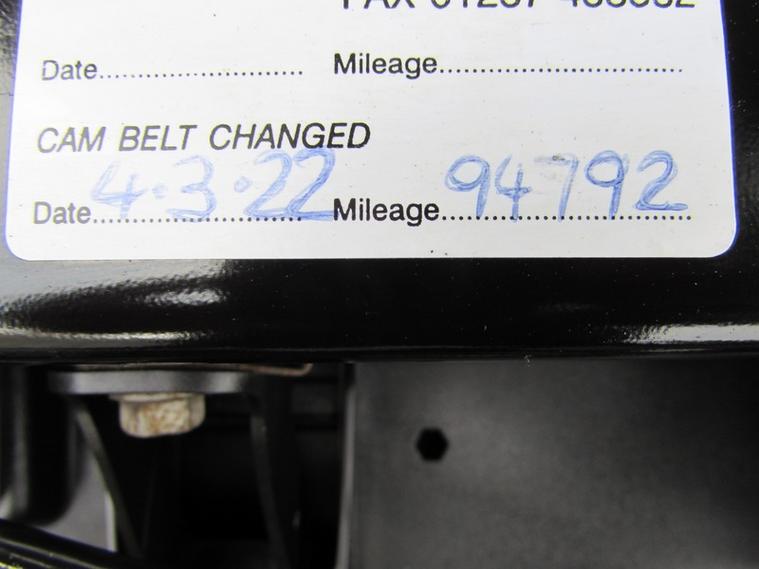 Date.............................. Mileage...................................
CAM BELT CHANGED
Date 4.3.22 Mileage 94792